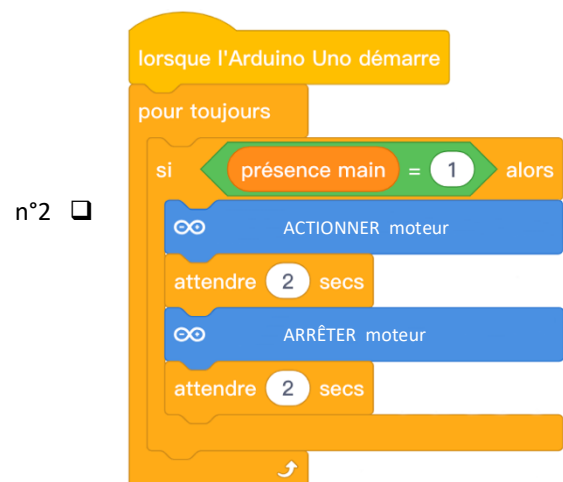 lorsque l'Arduino Uno démarre
pour toujours
si présence main = 1 alors
n°2 ❑
ACTIONNER moteur
attendre 2 secs
ARRÊTER moteur
attendre 2 secs